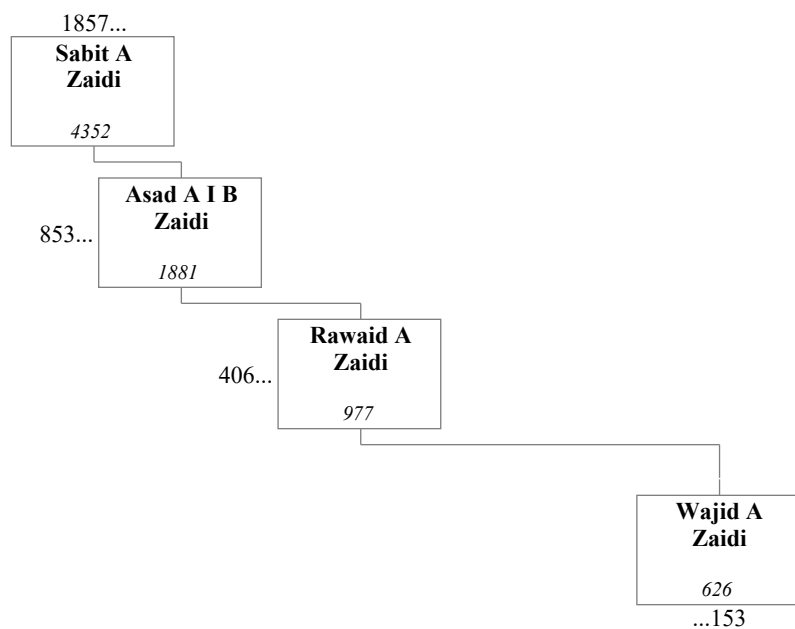 1857...
Sabit A
Zaidi
4352
Asad A I B
Zaidi
853...
1881
Rawaid A
Zaidi
406...
977
Wajid A
Zaidi
626
...153